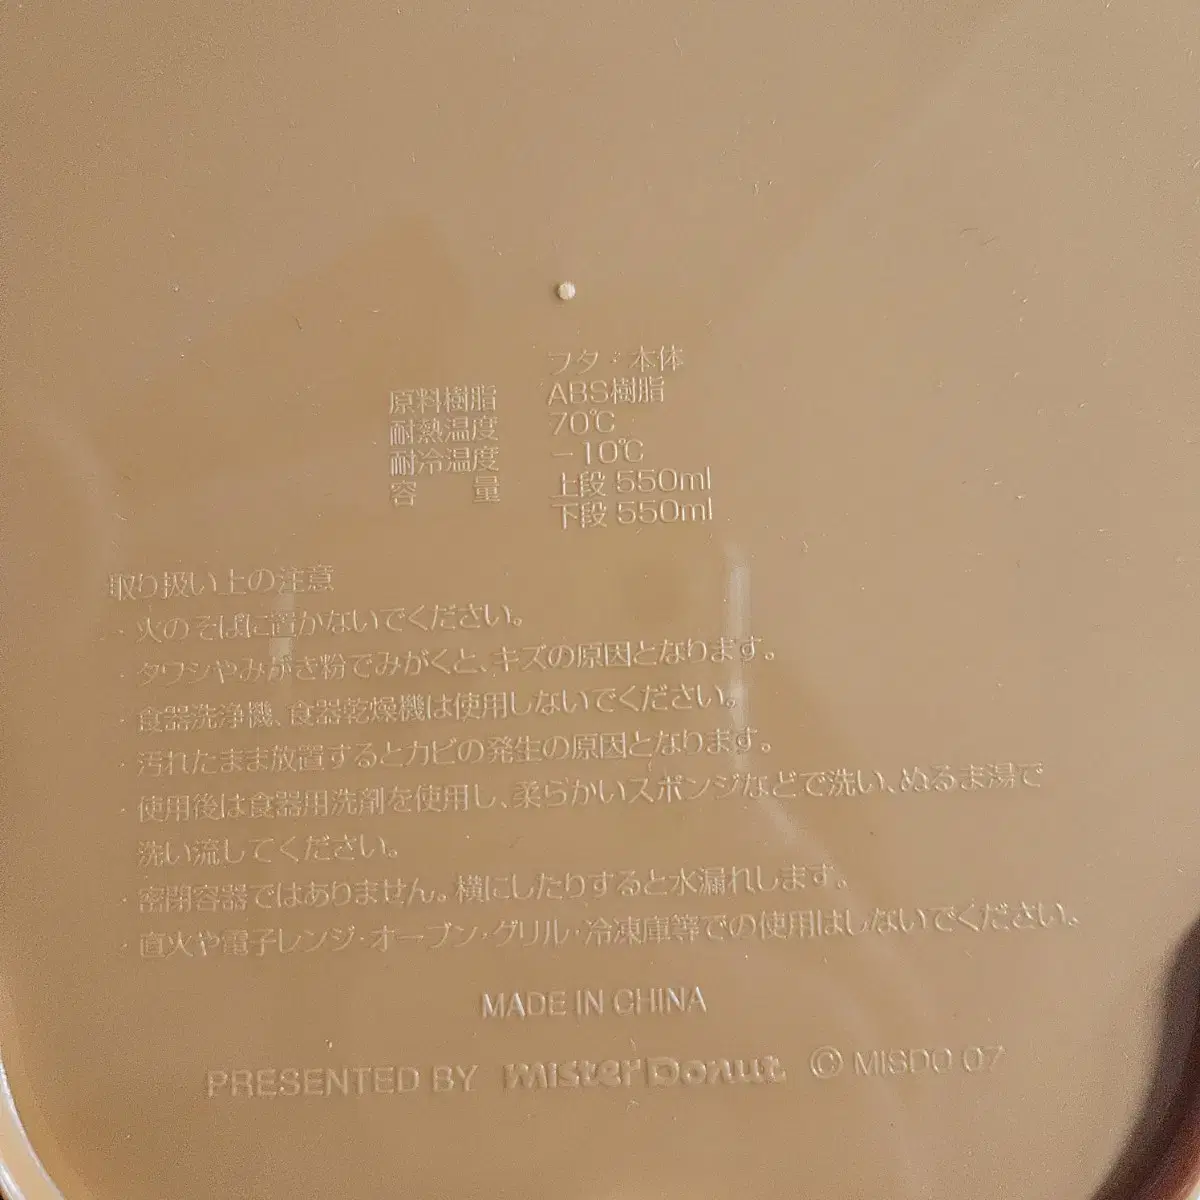 フタ・本体
原料樹脂 ABS樹脂
耐熱温度 70℃
耐冷温度 －10℃
容量 上段 550ml
下段 550ml
取り扱い上の注意
・火のそばに置かないでください。
・タワシやみがき粉でみがくと、キズの原因となります。
・食器洗浄機、食器乾燥機は使用しないでください。
・汚れたまま放置するとカビの発生の原因となります。
・使用後は食器用洗剤を使用し、柔らかいスポンジなどで洗い、ぬるま湯で
洗い流してください。
・密閉容器ではありません。横にしたりすると水漏れします。
・直火や電子レンジ・オーブン・グリル・冷凍庫等での使用はしないでください。
MADE IN CHINA
PRESENTED BY mister Donut © MISDO 07